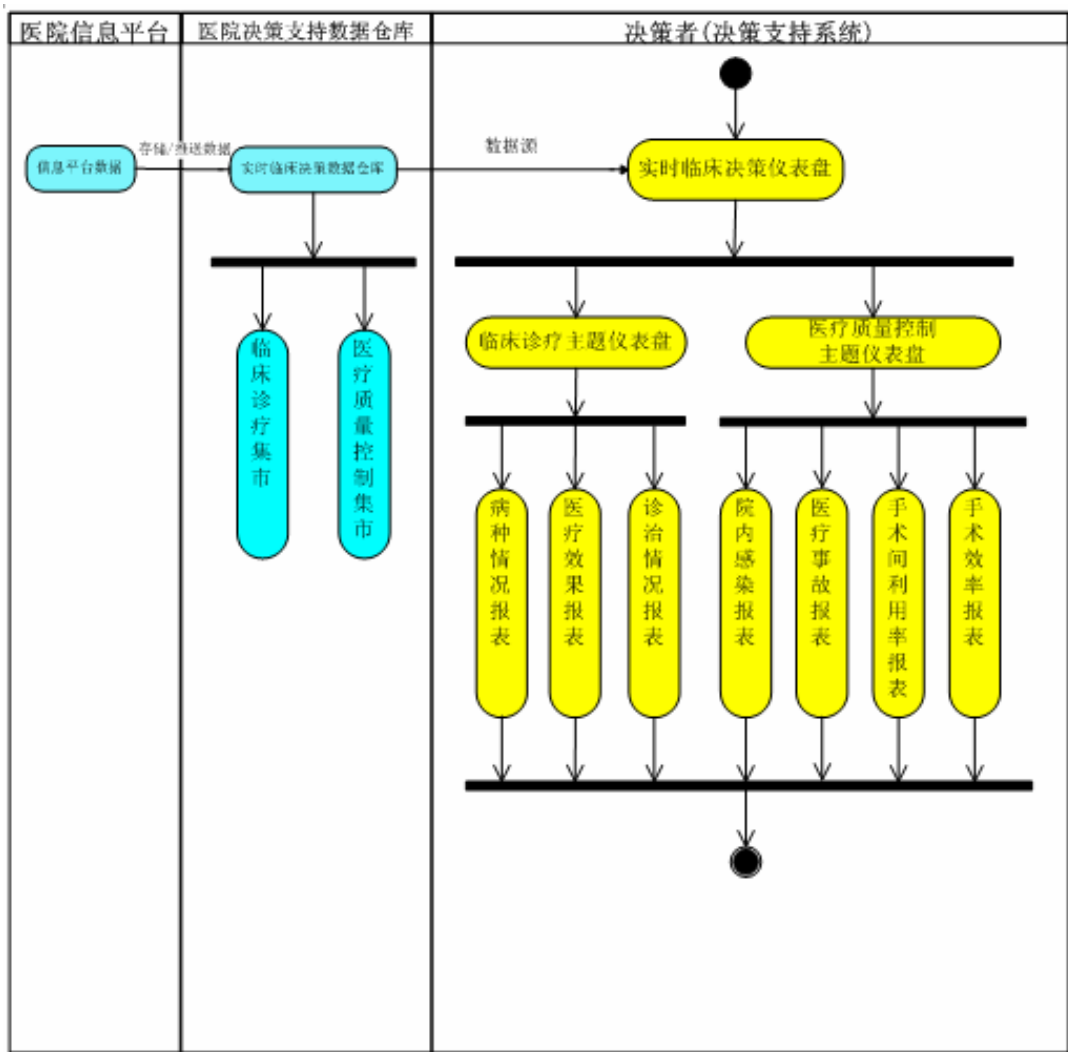 医院信息平台
医院决策支持数据仓库
决策者(决策支持系统)
信息平台数据
存储/推送数据
实时临床决策数据仓库
数据源
实时临床决策仪表盘
临床诊疗集市
医疗质量控制集市
临床诊疗主题仪表盘
医疗质量控制
主题仪表盘
病种情况报表
医疗效果报表
诊治情况报表
院内感染报表
医疗事故报表
手术间利用率报表
手术效率报表